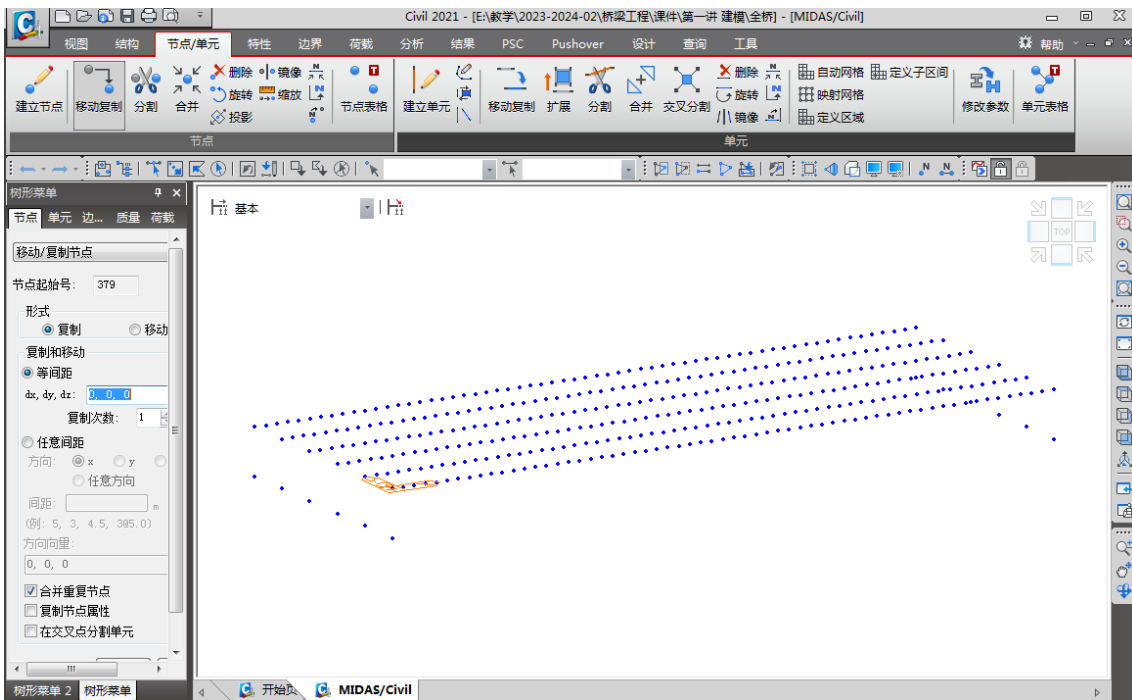 Civil 2021 - [E:\教学\2023-2024-02\桥梁工程\课件\第一讲 建模\全桥] - [MIDAS/Civil]
视图 结构 节点/单元 特性 边界 荷载 分析 结果 PSC Pushover 设计 查询 工具 帮助
建立节点 移动复制 分割 合并 删除 镜像 旋转 缩放 投影 节点表格
建立单元 移动复制 扩展 分割 合并 交叉分割 删除 旋转 镜像 自动网格 定义子区间 映射网格 定义区域 修改参数 单元表格
节点 单元
树形菜单
节点 单元 边... 质量 荷载
基本
TOP
移动/复制节点
节点起始号: 379
形式
复制 移动
复制和移动
等间距
dx, dy, dz: 0, 0, 0
复制次数: 1
任意间距
方向: x y
任意方向
间距: m
(例: 5, 3, 4.5, 3@5.0)
方向向量:
0, 0, 0
合并重复节点
复制节点属性
在交叉点分割单元
树形菜单 2 树形菜单 开始页 MIDAS/Civil